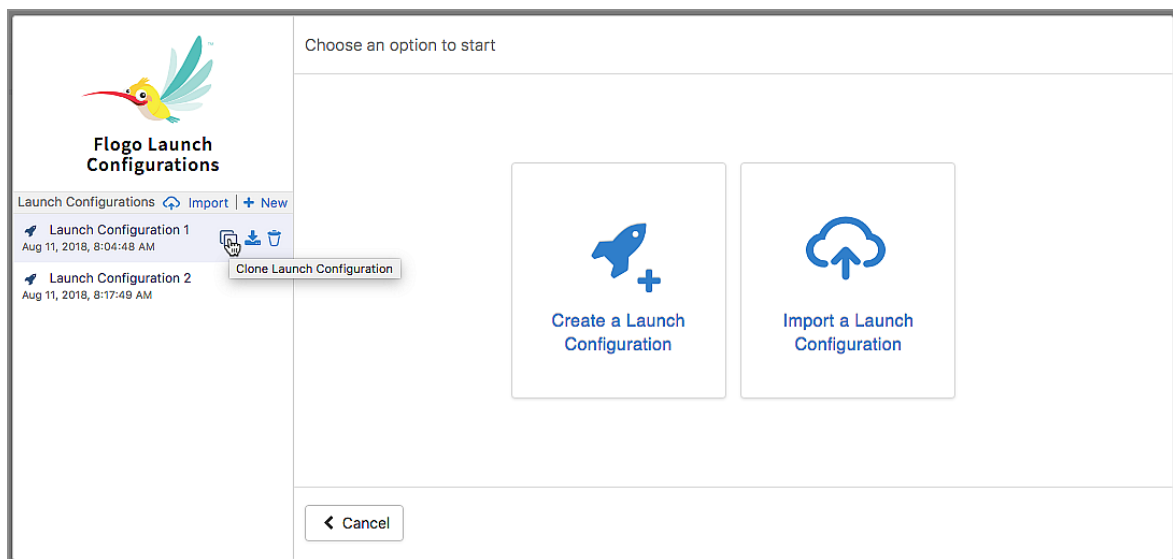 Choose an option to start
Flogo Launch
Configurations
Launch Configurations Import + New
Launch Configuration 1
Aug 11, 2018, 8:04:48 AM
Clone Launch Configuration
Launch Configuration 2
Aug 11, 2018, 8:17:49 AM
Create a Launch
Configuration
Import a Launch
Configuration
Cancel